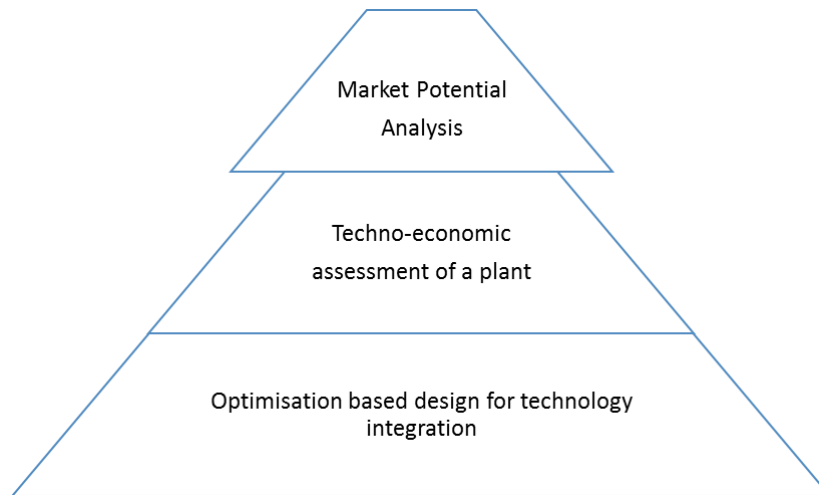 Market Potential
Analysis
Techno-economic
assessment of a plant
Optimisation based design for technology
integration